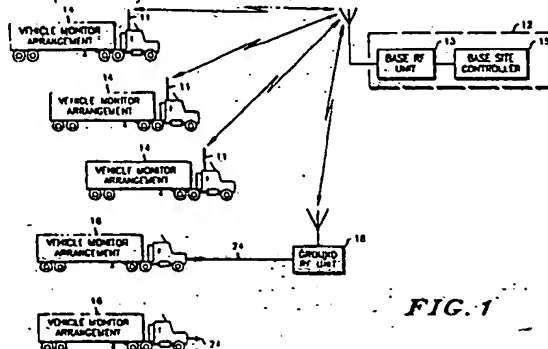 14
11
VEHICLE MONITOR
ARRANGEMENT
12
13
BASE RF
UNIT
15
BASE SITE
CONTROLLER
14
11
VEHICLE MONITOR
ARRANGEMENT
14
11
VEHICLE MONITOR
ARRANGEMENT
16
VEHICLE MONITOR
ARRANGEMENT
24
18
GROUND
RF UNIT
FIG. 1
16
VEHICLE MONITOR
ARRANGEMENT
24